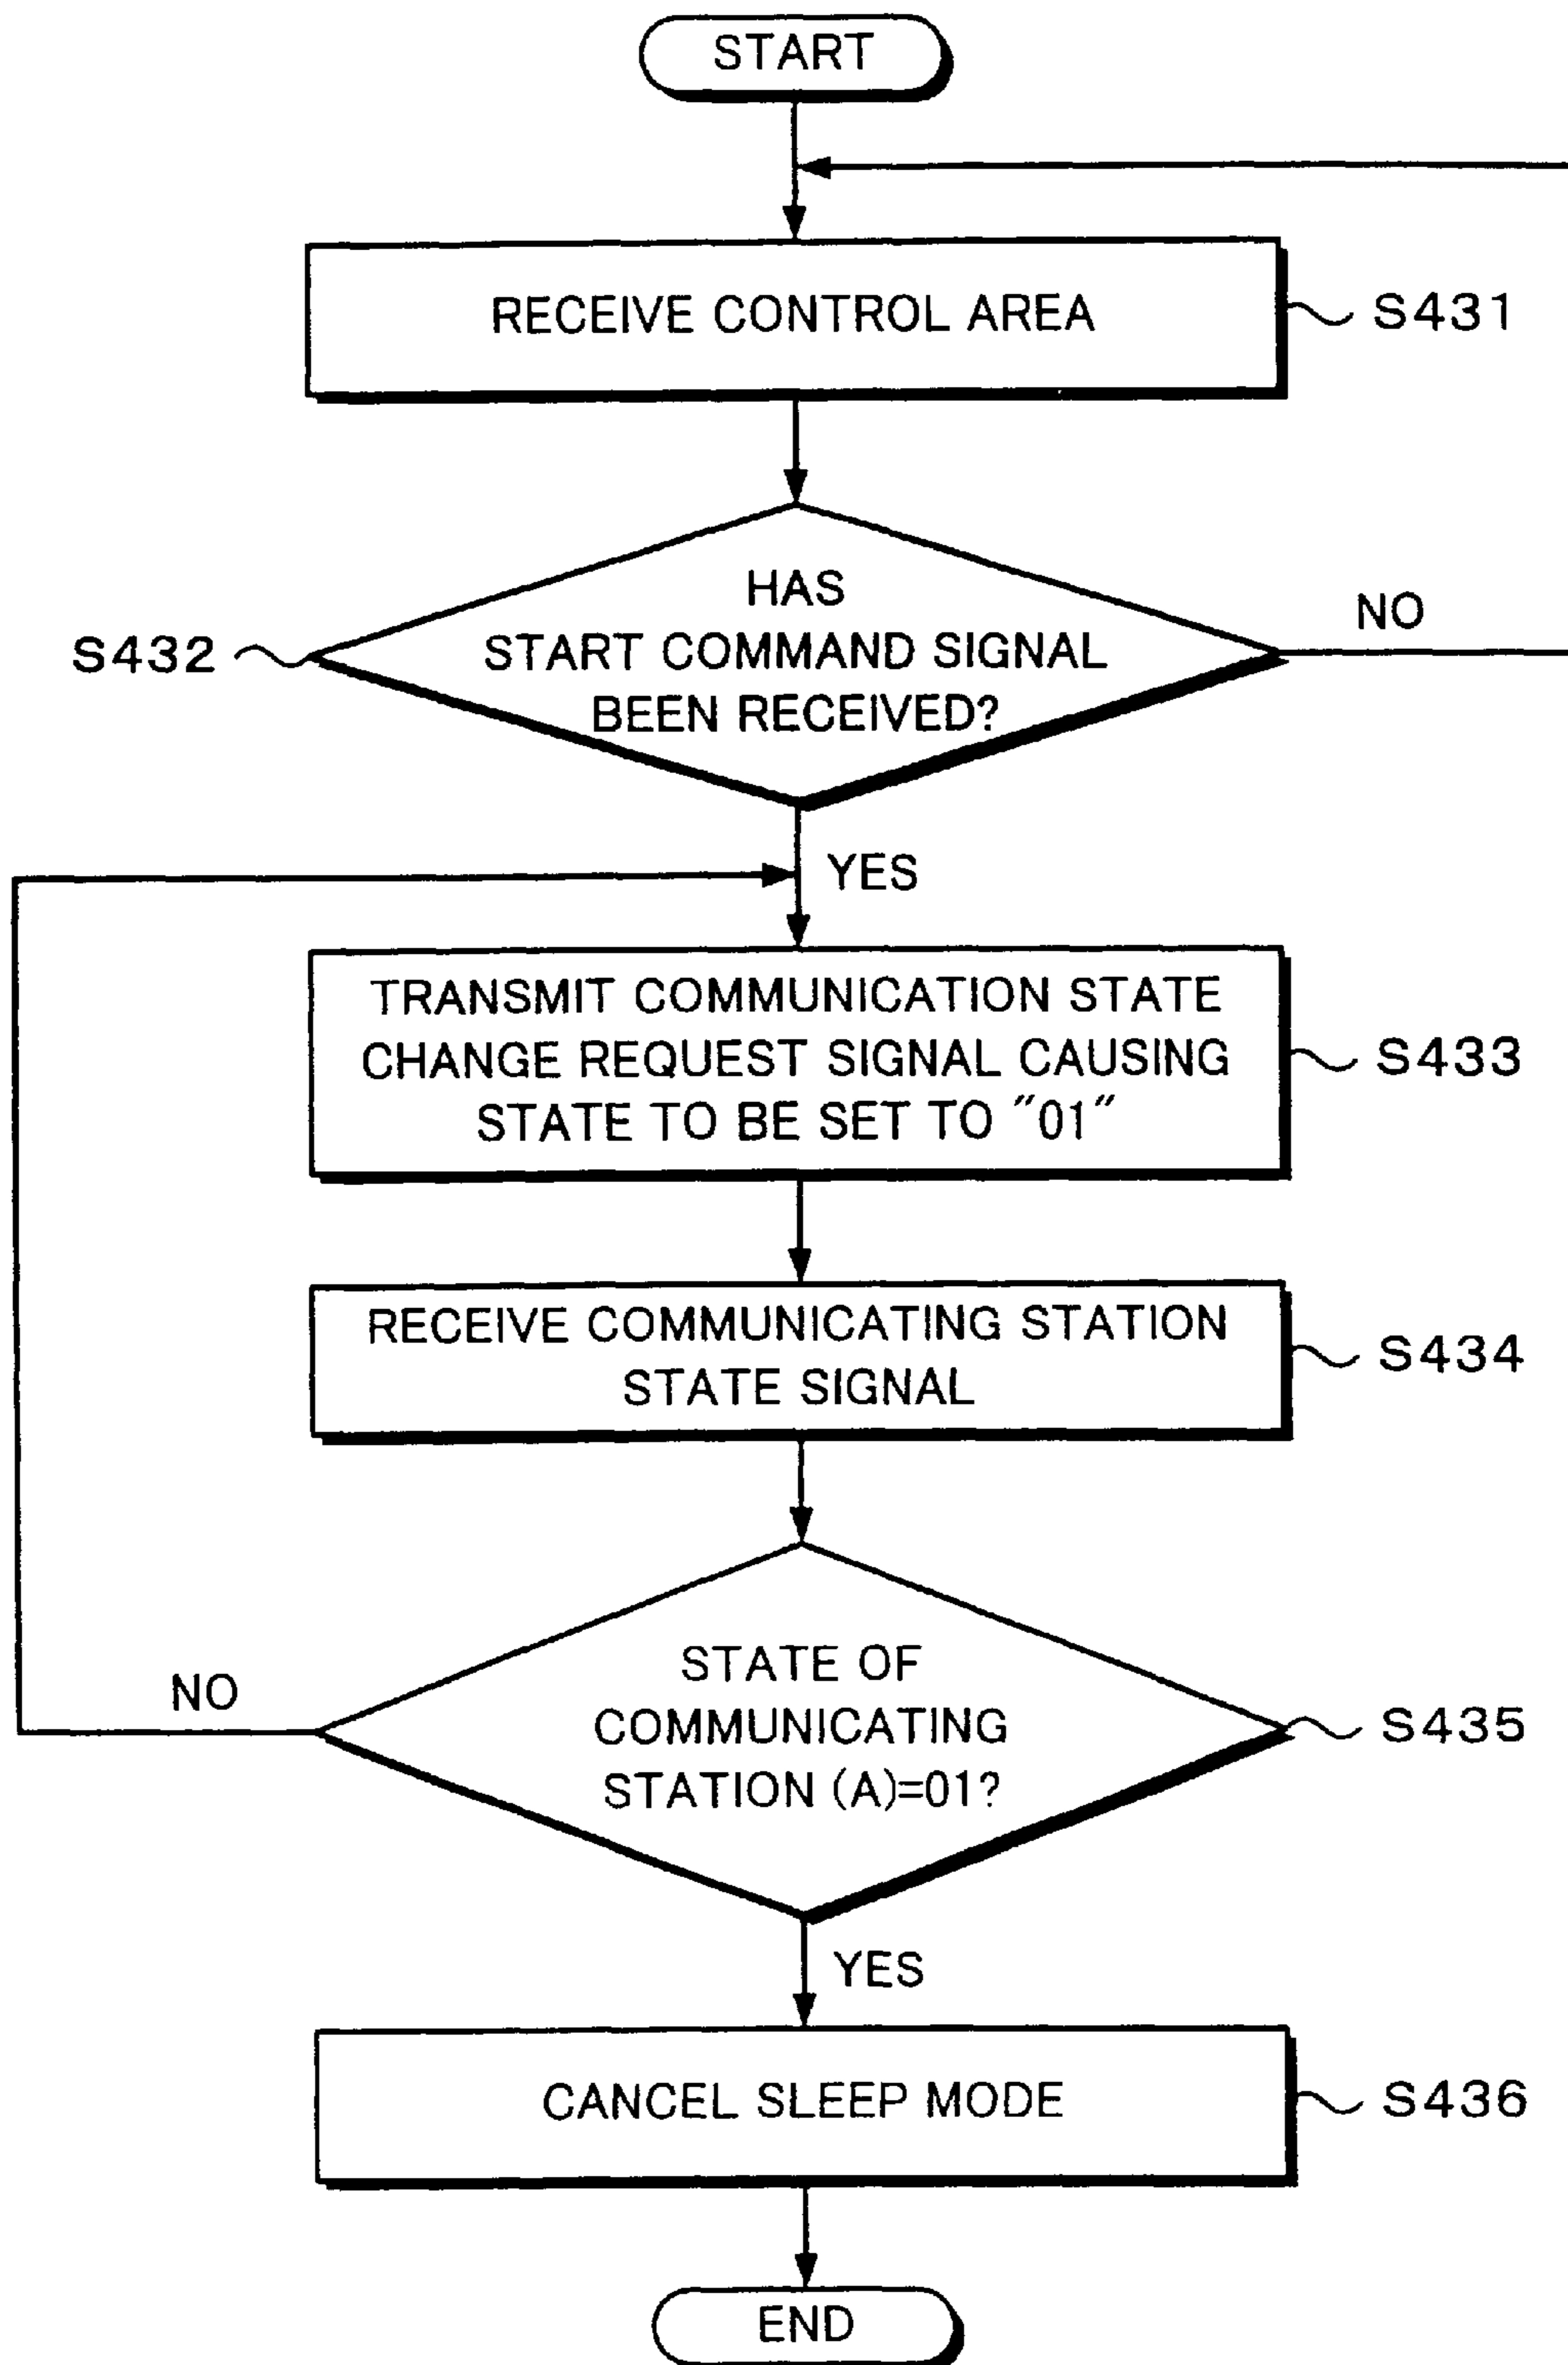 START
RECEIVE CONTROL AREA
S431
HAS
START COMMAND SIGNAL
BEEN RECEIVED?
S432
NO
YES
TRANSMIT COMMUNICATION STATE
CHANGE REQUEST SIGNAL CAUSING
STATE TO BE SET TO "01"
S433
RECEIVE COMMUNICATING STATION
STATE SIGNAL
S434
STATE OF
COMMUNICATING
STATION (A)=01?
S435
NO
YES
CANCEL SLEEP MODE
S436
END